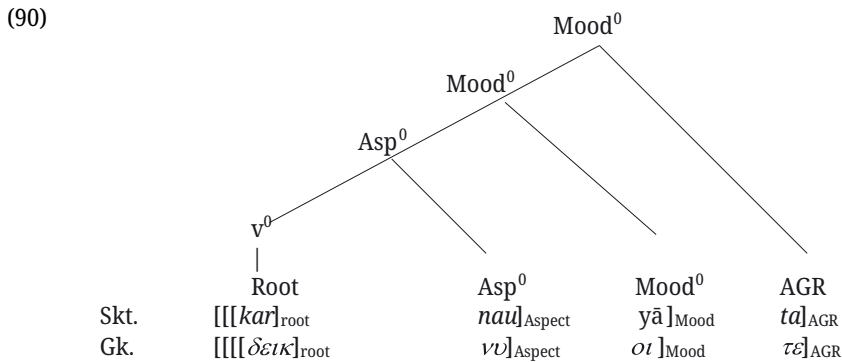 (90)
Mood⁰
Mood⁰
Asp⁰
v⁰
Root Asp⁰ Mood⁰ AGR
Skt. [[[kar]root nau]Aspect yā]Mood ta]AGR
Gk. [[[[δεικ]root νυ]Aspect οι]Mood τε]AGR